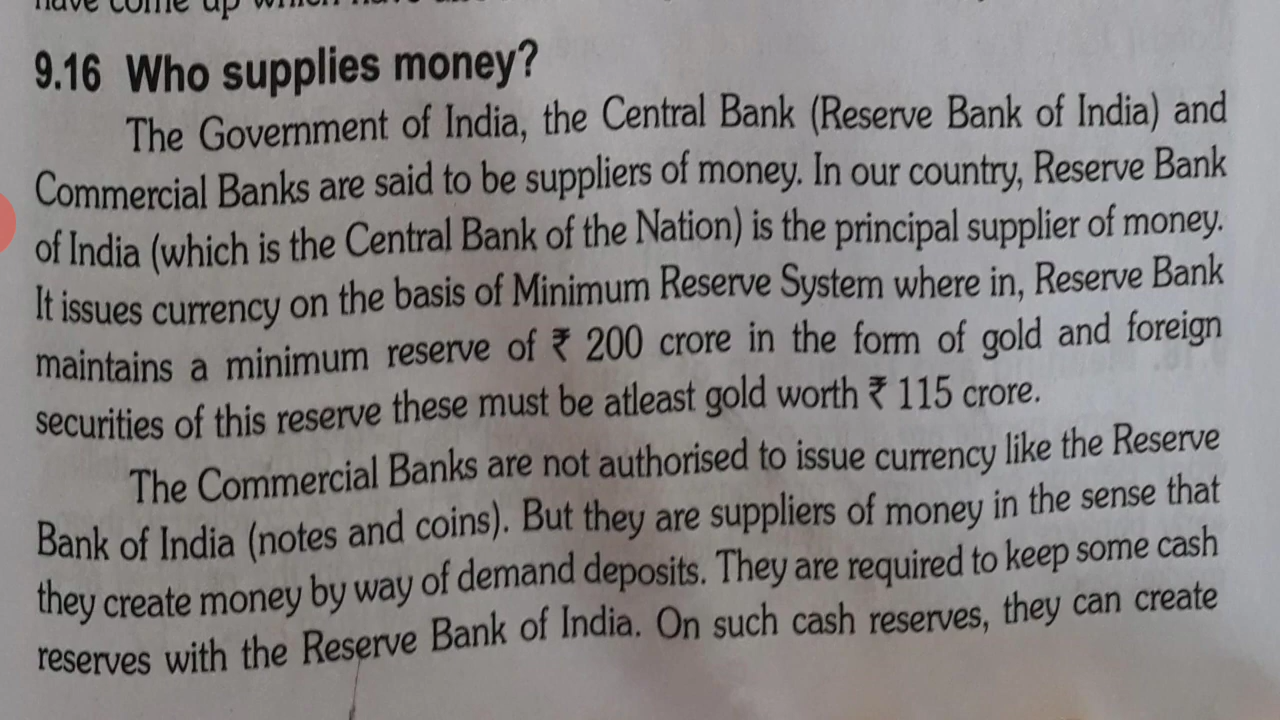 have come up which have
9.16 Who supplies money?
The Government of India, the Central Bank (Reserve Bank of India) and
Commercial Banks are said to be suppliers of money. In our country, Reserve Bank
of India (which is the Central Bank of the Nation) is the principal supplier of money.
It issues currency on the basis of Minimum Reserve System where in, Reserve Bank
maintains a minimum reserve of ₹ 200 crore in the form of gold and foreign
securities of this reserve these must be atleast gold worth ₹ 115 crore.
The Commercial Banks are not authorised to issue currency like the Reserve
Bank of India (notes and coins). But they are suppliers of money in the sense that
they create money by way of demand deposits. They are required to keep some cash
reserves with the Reserve Bank of India. On such cash reserves, they can create